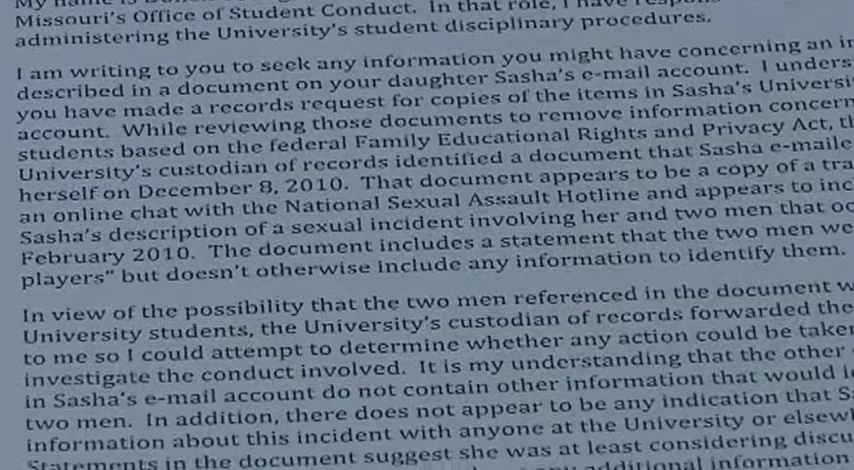 Missouri's Office of Student Conduct. In that role, I have
administering the University's student disciplinary procedures.
I am writing to you to seek any information you might have concerning an
described in a document on your daughter Sasha's e-mail account. I
you have made a records request for copies of the items in Sasha's
account. While reviewing those documents to remove information
students based on the federal Family Educational Rights and Privacy Act,
University's custodian of records identified a document that Sasha
herself on December 8, 2010. That document appears to be a copy of a
an online chat with the National Sexual Assault Hotline and appears to
Sasha's description of a sexual incident involving her and two men that
February 2010. The document includes a statement that the two men
players" but doesn't otherwise include any information to identify them.
In view of the possibility that the two men referenced in the document
University students, the University's custodian of records forwarded
to me so I could attempt to determine whether any action could be
investigate the conduct involved. It is my understanding that the other
in Sasha's e-mail account do not contain other information that would
two men. In addition, there does not appear to be any indication that
information about this incident with anyone at the University or
Statements in the document suggest she was at least considering
additional information